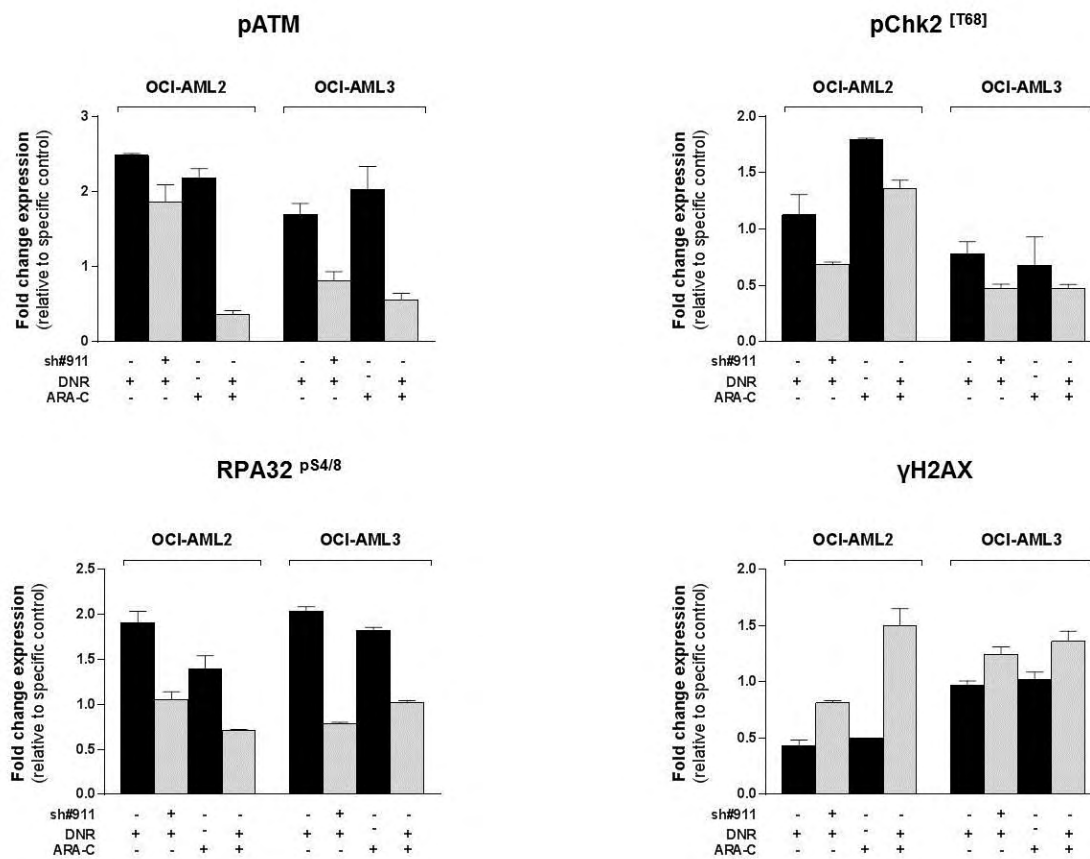 pATM
OCI-AML2 OCI-AML3
Fold change expression
(relative to specific control)
3
2
1
0
sh#911 - + - - - + - -
DNR + + - + + + - +
ARA-C - - + + - - + +
pChk2 [T68]
OCI-AML2 OCI-AML3
Fold change expression
(relative to specific control)
2.0
1.5
1.0
0.5
0.0
sh#911 - + - - - + - -
DNR + + - + + + - +
ARA-C - - + + - - + +
RPA32 pS4/8
OCI-AML2 OCI-AML3
Fold change expression
(relative to specific control)
2.5
2.0
1.5
1.0
0.5
0.0
sh#911 - + - - - + - -
DNR + + - + + + - +
ARA-C - - + + - - + +
γH2AX
OCI-AML2 OCI-AML3
Fold change expression
(relative to specific control)
2.0
1.5
1.0
0.5
0.0
sh#911 - + - - - + - -
DNR + + - + + + - +
ARA-C - - + + - - + +